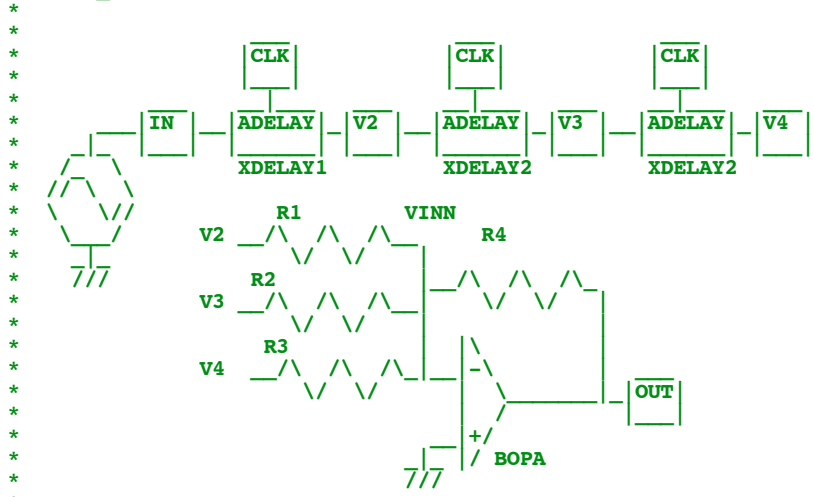 CLK CLK CLK
IN ADELAY V2 ADELAY V3 ADELAY V4
XDELAY1 XDELAY2 XDELAY2
R1 VINN
V2 R4
R2
V3
R3
V4
-
OUT
+
BOPA